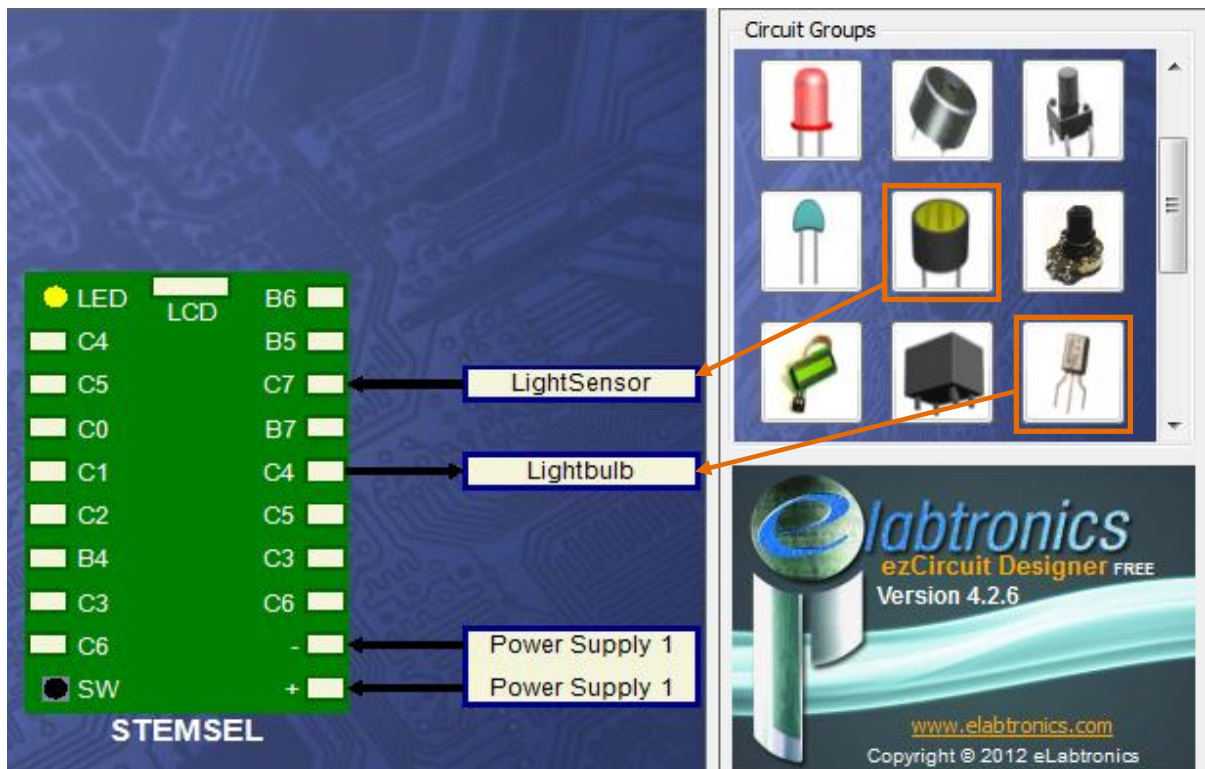 Circuit Groups
LED
LCD
B6
C4
B5
C5
C7
LightSensor
C0
B7
C1
C4
Lightbulb
C2
C5
B4
C3
C3
C6
C6
-
Power Supply 1
SW
+
Power Supply 1
STEMSEL
elabtronics
ezCircuit Designer FREE
Version 4.2.6
www.elabtronics.com
Copyright © 2012 eLabtronics